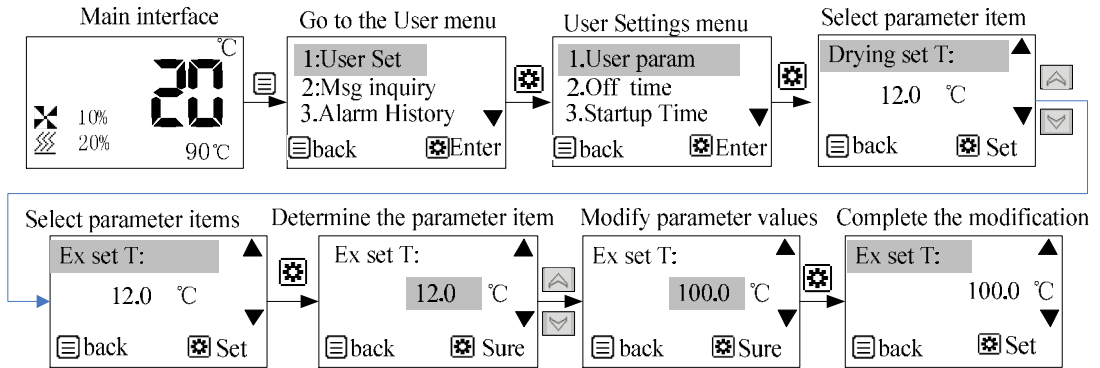 Main interface
℃
20
10%
20%
90℃
Go to the User menu
1:User Set
2:Msg inquiry
3.Alarm History
back Enter
User Settings menu
1.User param
2.Off time
3.Startup Time
back Enter
Select parameter item
Drying set T:
12.0 ℃
back Set
Select parameter items
Ex set T:
12.0 ℃
back Set
Determine the parameter item
Ex set T:
12.0 ℃
back Sure
Modify parameter values
Ex set T:
100.0 ℃
back Sure
Complete the modification
Ex set T:
100.0 ℃
back Set